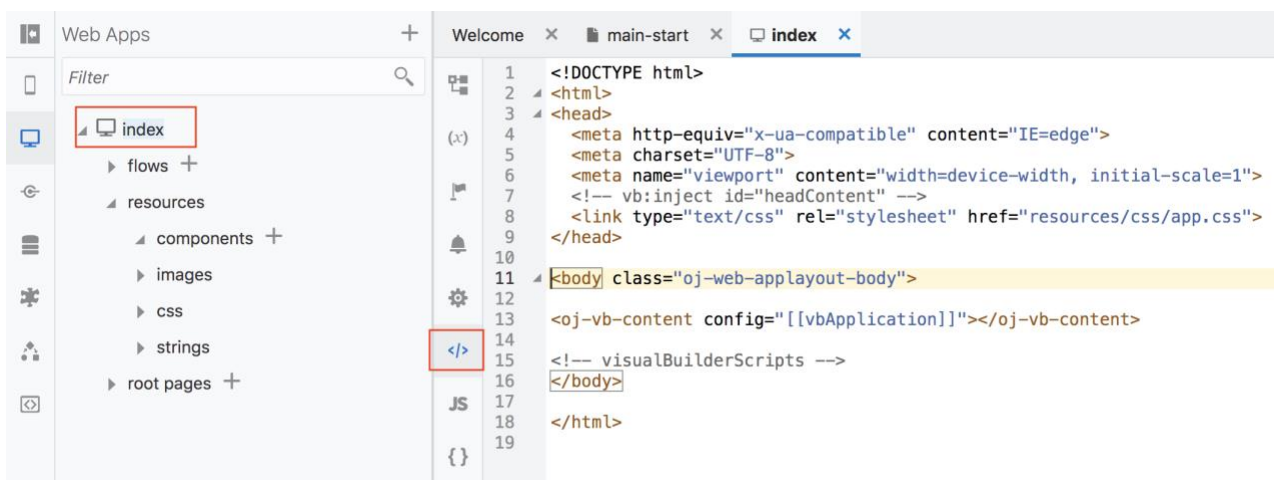 Web Apps +
Filter
index
flows +
resources
components +
images
css
strings
root pages +
Welcome × main-start × index ×
(x)
</>
JS
{}
1 <!DOCTYPE html>
2 <html>
3 <head>
4 <meta http-equiv="x-ua-compatible" content="IE=edge">
5 <meta charset="UTF-8">
6 <meta name="viewport" content="width=device-width, initial-scale=1">
7 <!-- vb:inject id="headContent" -->
8 <link type="text/css" rel="stylesheet" href="resources/css/app.css">
9 </head>
10
11 <body class="oj-web-applayout-body">
12
13 <oj-vb-content config="[[vbApplication]]"></oj-vb-content>
14
15 <!-- visualBuilderScripts -->
16 </body>
17
18 </html>
19